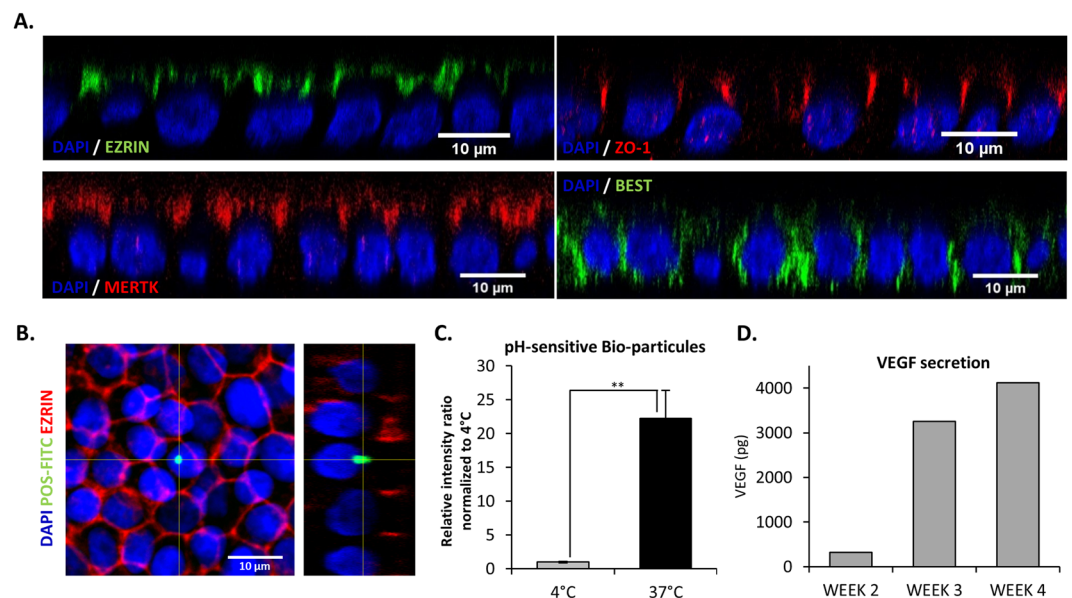 A.
DAPI / EZRIN
10 µm
DAPI / ZO-1
10 µm
DAPI / MERTK
10 µm
DAPI / BEST
10 µm
B.
DAPI POS-FITC EZRIN
10 µm
C.
pH-sensitive Bio-particules
Relative intensity ratio
normalized to 4°C
30
25
20
15
10
5
0
**
4°C
37°C
D.
VEGF secretion
VEGF (pg)
4000
3000
2000
1000
0
WEEK 2
WEEK 3
WEEK 4